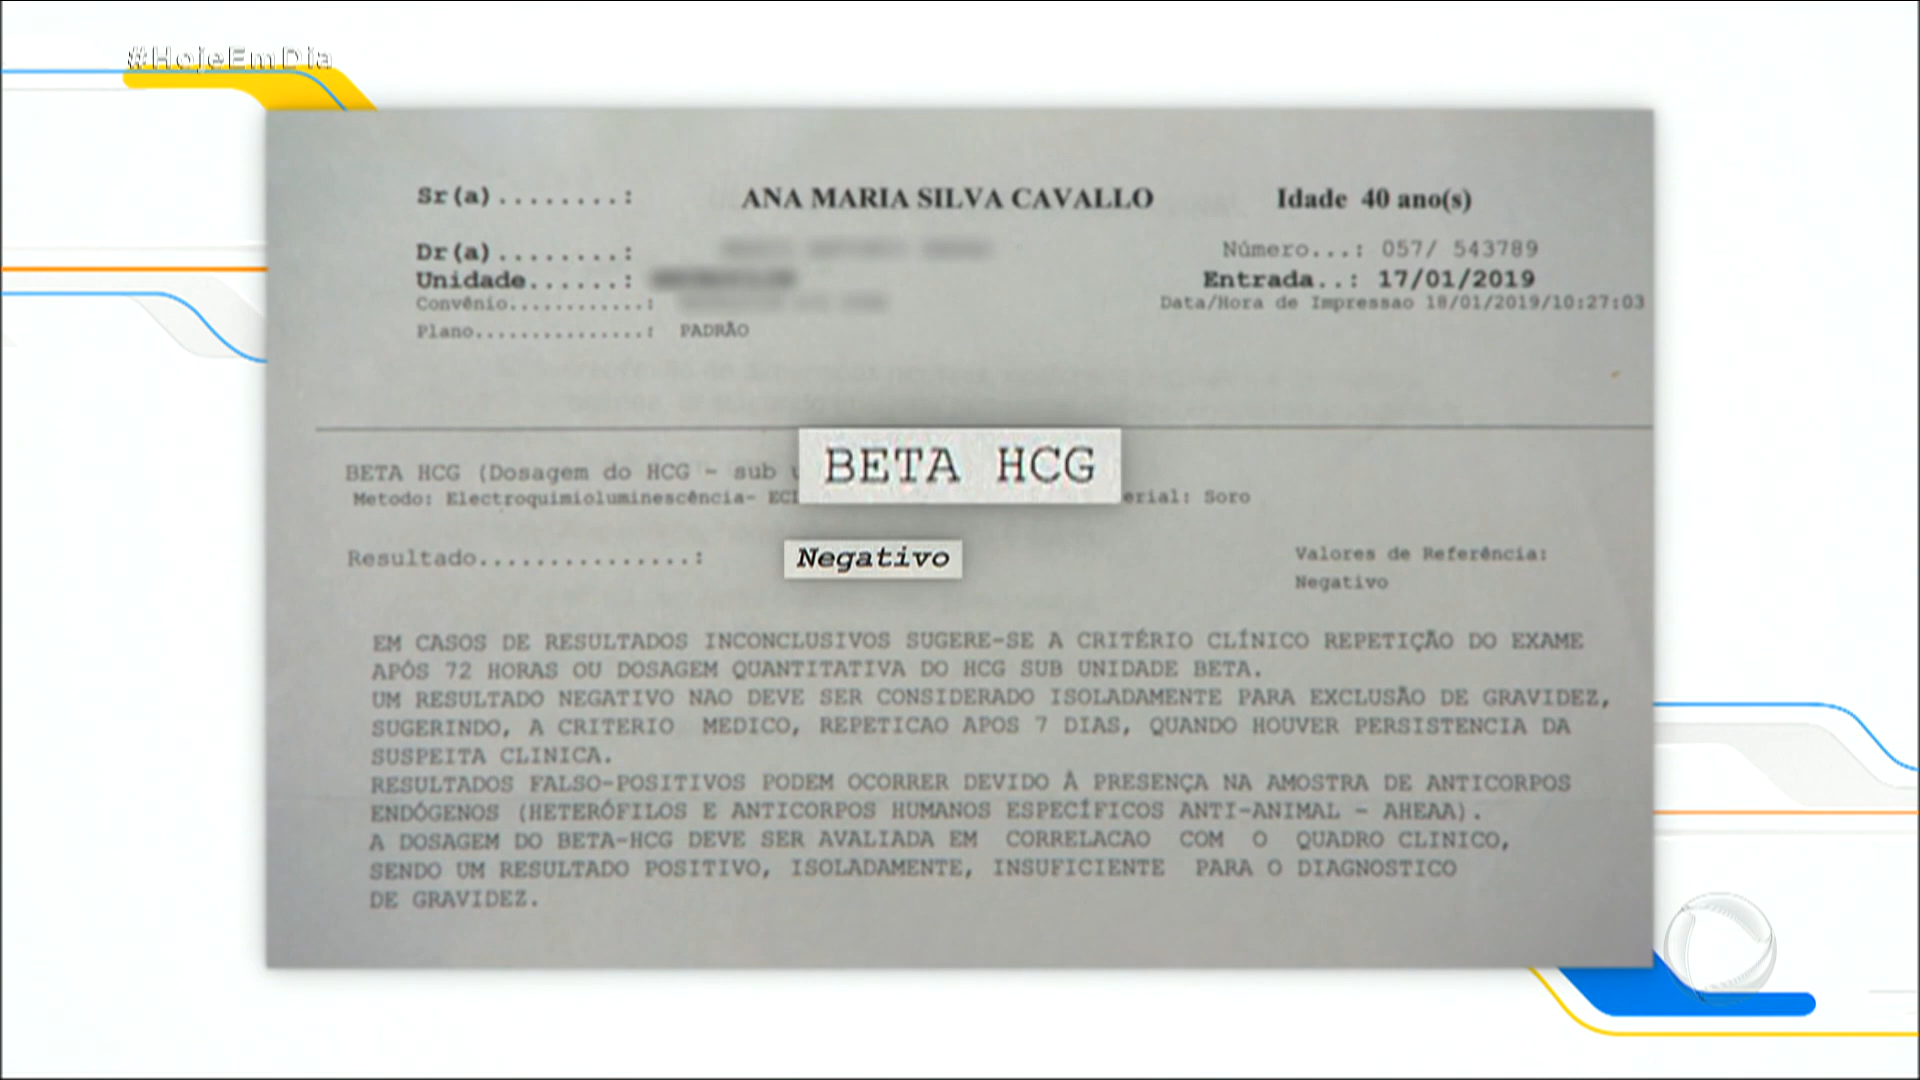 #HojeEmDia
Sr(a)........: ANA MARIA SILVA CAVALLO Idade 40 ano(s)
Dr(a)........: Número...: 057/ 543789
Unidade......: Entrada..: 17/01/2019
Convênio............: Data/Hora de Impressao 18/01/2019/10:27:03
Plano...............: PADRÃO
BETA HCG (Dosagem do HCG - sub BETA HCG
Metodo: Electroquimioluminescência- Soro
Resultado...............: Negativo Valores de Referência:
Negativo
EM CASOS DE RESULTADOS INCONCLUSIVOS SUGERE-SE A CRITÉRIO CLÍNICO REPETIÇÃO DO EXAME
APÓS 72 HORAS OU DOSAGEM QUANTITATIVA DO HCG SUB UNIDADE BETA.
UM RESULTADO NEGATIVO NAO DEVE SER CONSIDERADO ISOLADAMENTE PARA EXCLUSÃO DE GRAVIDEZ,
SUGERINDO, A CRITERIO MEDICO, REPETICAO APOS 7 DIAS, QUANDO HOUVER PERSISTENCIA DA
SUSPEITA CLINICA.
RESULTADOS FALSO-POSITIVOS PODEM OCORRER DEVIDO À PRESENÇA NA AMOSTRA DE ANTICORPOS
ENDÓGENOS (HETERÓFILOS E ANTICORPOS HUMANOS ESPECÍFICOS ANTI-ANIMAL - AHEAA).
A DOSAGEM DO BETA-HCG DEVE SER AVALIADA EM CORRELACAO COM O QUADRO CLINICO,
SENDO UM RESULTADO POSITIVO, ISOLADAMENTE, INSUFICIENTE PARA O DIAGNOSTICO
DE GRAVIDEZ.